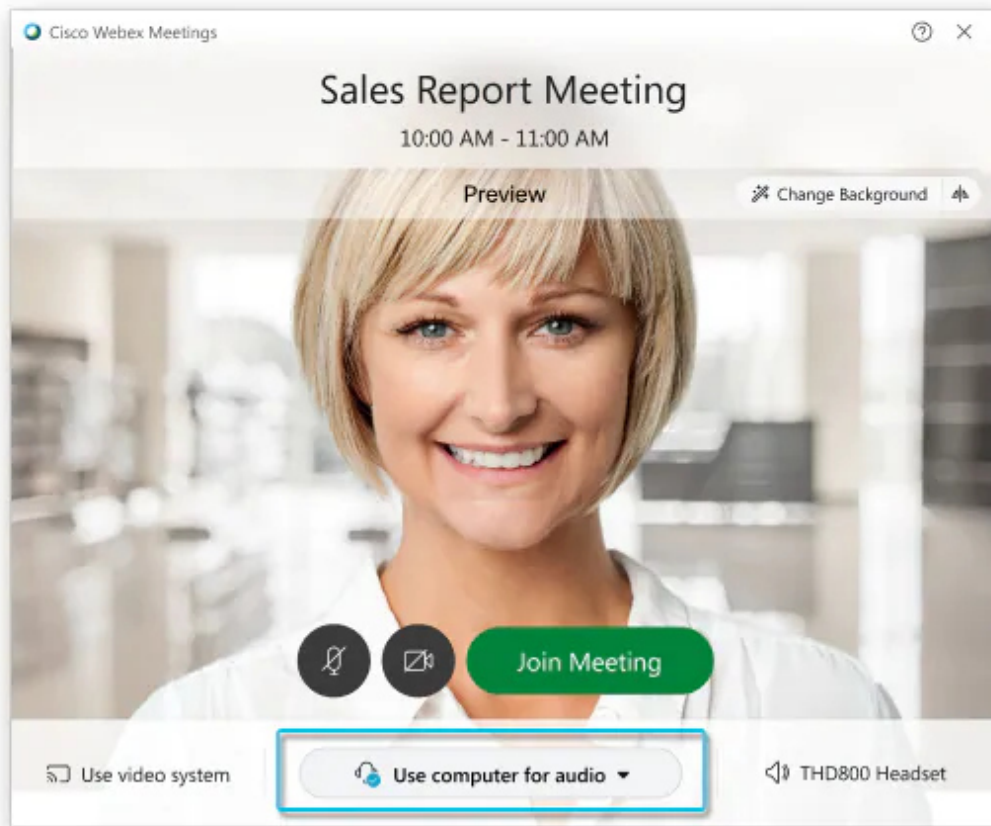 Cisco Webex Meetings
Sales Report Meeting
10:00 AM - 11:00 AM
Preview
Change Background
Join Meeting
Use video system
Use computer for audio
THD800 Headset